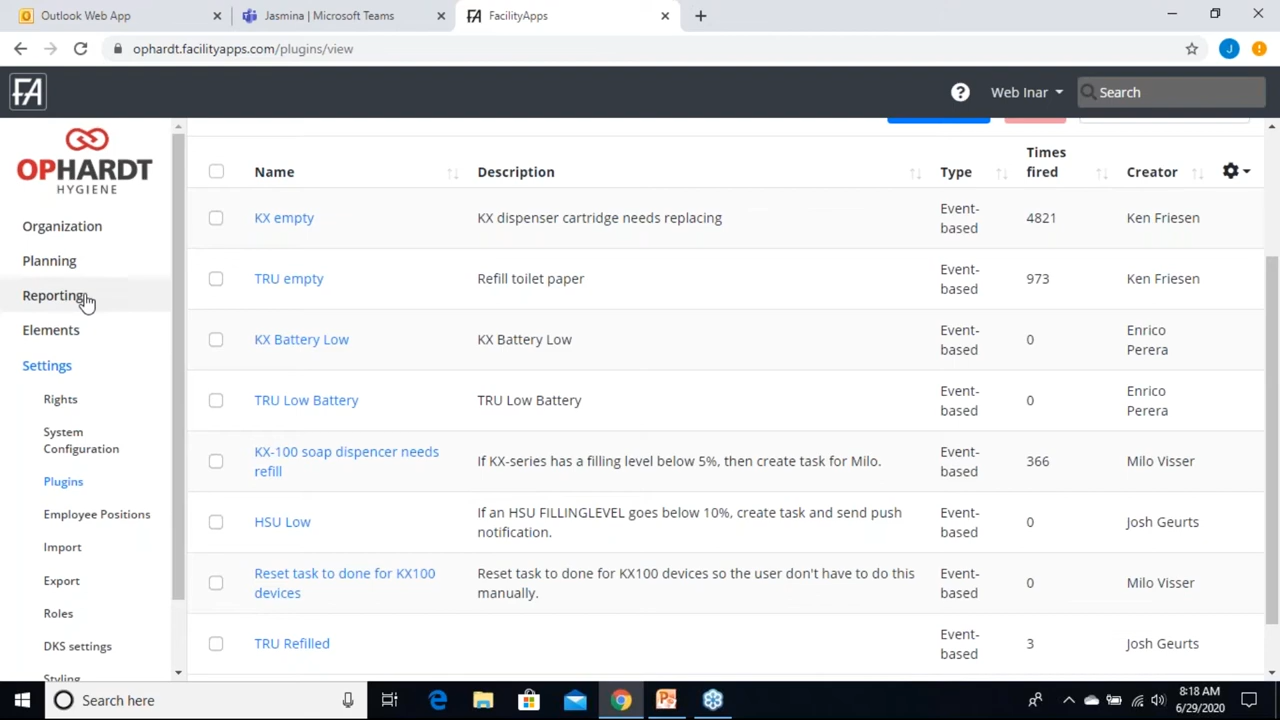 Outlook Web App
Jasmina | Microsoft Teams
FacilityApps
ophardt.facilityapps.com/plugins/view
J
FA
Web Inar
Search
OPHARDT
HYGIENE
Organization
Planning
Reporting
Elements
Settings
Rights
System
Configuration
Plugins
Employee Positions
Import
Export
Roles
DKS settings
Styling
Name
Description
Type
Times
fired
Creator
KX empty
KX dispenser cartridge needs replacing
Event-
based
4821
Ken Friesen
TRU empty
Refill toilet paper
Event-
based
973
Ken Friesen
KX Battery Low
KX Battery Low
Event-
based
0
Enrico
Perera
TRU Low Battery
TRU Low Battery
Event-
based
0
Enrico
Perera
KX-100 soap dispencer needs
refill
If KX-series has a filling level below 5%, then create task for Milo.
Event-
based
366
Milo Visser
HSU Low
If an HSU FILLINGLEVEL goes below 10%, create task and send push
notification.
Event-
based
0
Josh Geurts
Reset task to done for KX100
devices
Reset task to done for KX100 devices so the user don't have to do this
manually.
Event-
based
0
Milo Visser
TRU Refilled
Event-
based
3
Josh Geurts
Search here
8:18 AM
6/29/2020